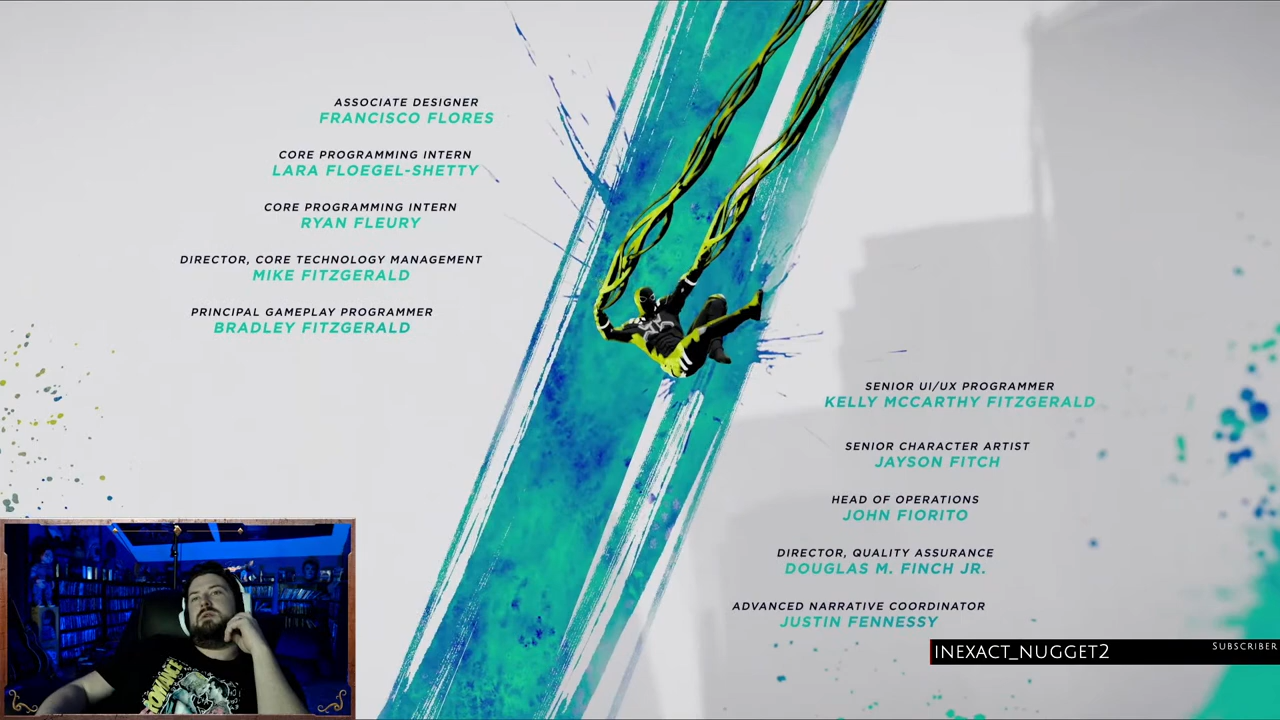 ASSOCIATE DESIGNER
FRANCISCO FLORES
CORE PROGRAMMING INTERN
LARA FLOEGEL-SHETTY
CORE PROGRAMMING INTERN
RYAN FLEURY
DIRECTOR, CORE TECHNOLOGY MANAGEMENT
MIKE FITZGERALD
PRINCIPAL GAMEPLAY PROGRAMMER
BRADLEY FITZGERALD
SENIOR UI/UX PROGRAMMER
KELLY MCCARTHY FITZGERALD
SENIOR CHARACTER ARTIST
JAYSON FITCH
HEAD OF OPERATIONS
JOHN FIORITO
DIRECTOR, QUALITY ASSURANCE
DOUGLAS M. FINCH JR.
ADVANCED NARRATIVE COORDINATOR
JUSTIN FENNESSY
INEXACT_NUGGET2
SUBSCRIBER